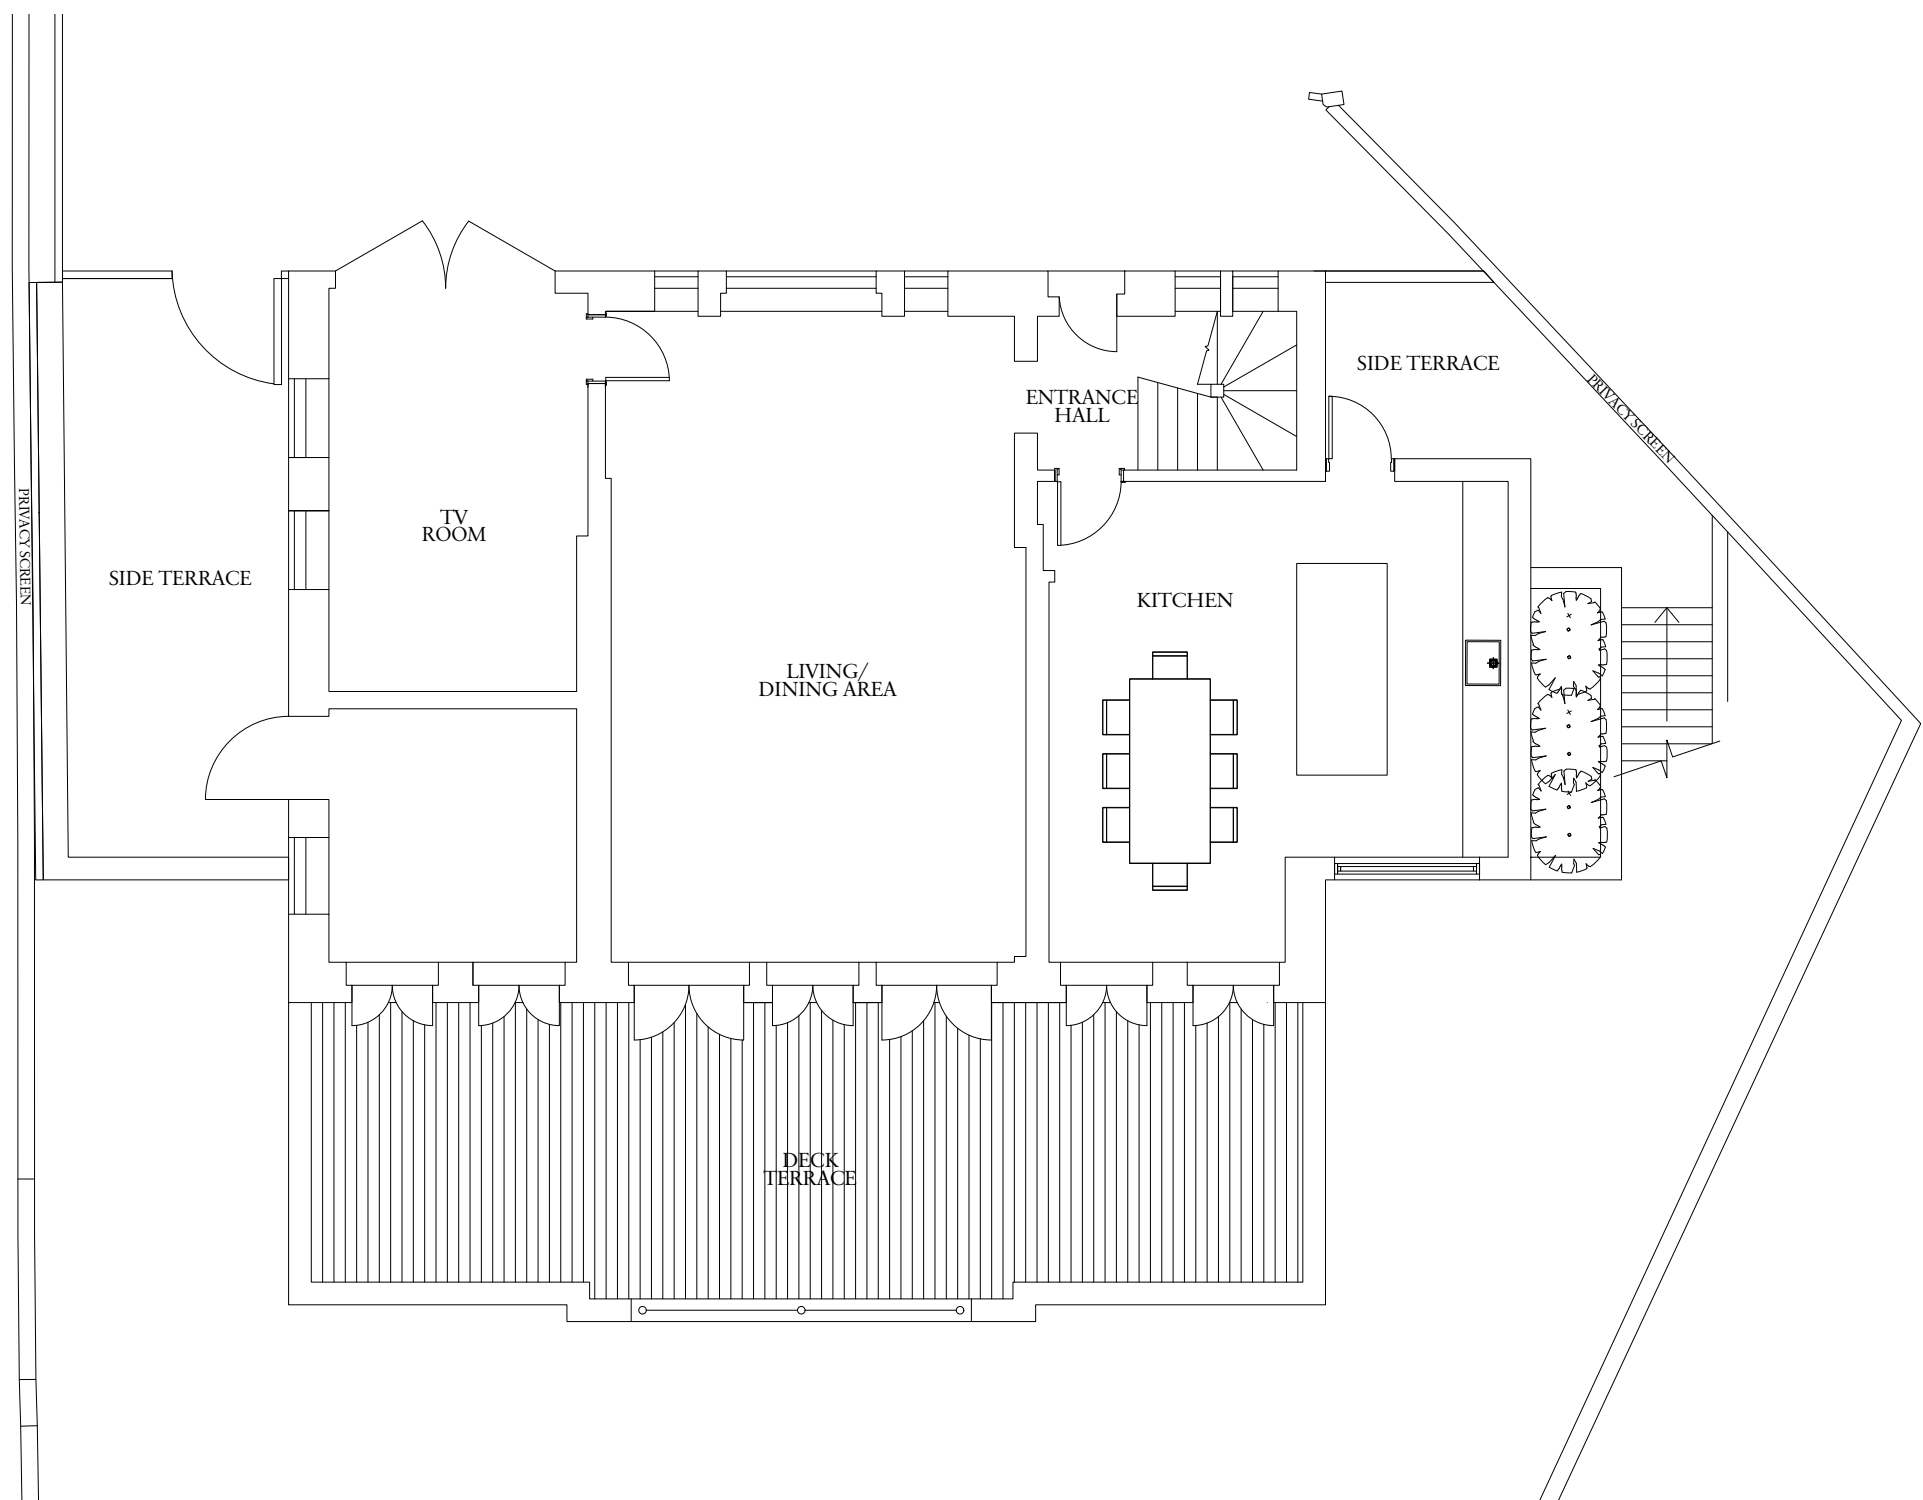 SIDE TERRACE
PRIVACY SCREEN
ENTRANCE
HALL
TV
ROOM
PRIVACY SCREEN
SIDE TERRACE
KITCHEN
LIVING/
DINING AREA
DECK
TERRACE